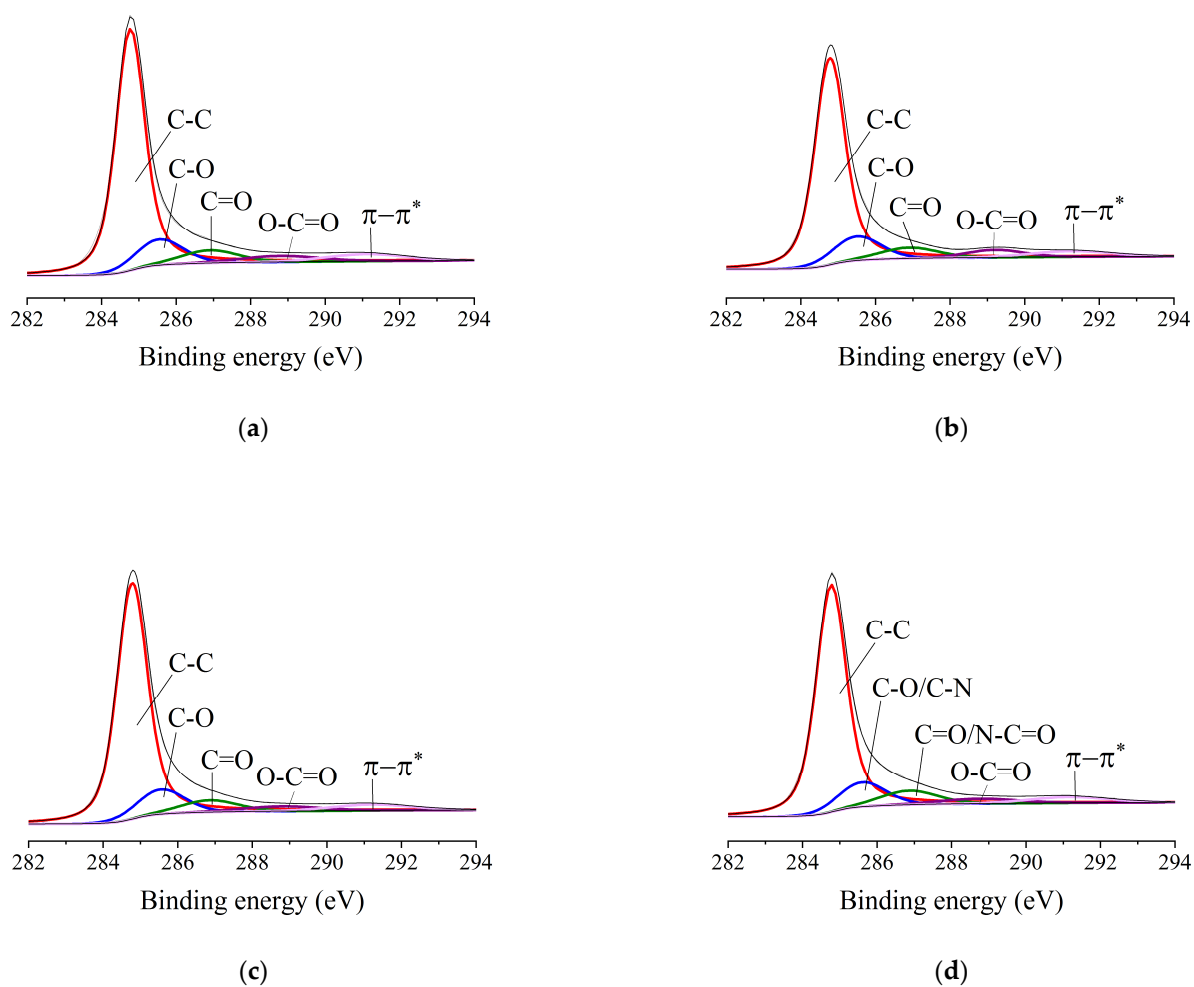 C-C
C-O
C=O
O-C=O
π−π*
282 284 286 288 290 292 294
Binding energy (eV)
(a)
C-C
C-O
C=O
O-C=O
π−π*
282 284 286 288 290 292 294
Binding energy (eV)
(b)
C-C
C-O
C=O
O-C=O
π−π*
282 284 286 288 290 292 294
Binding energy (eV)
(c)
C-C
C-O/C-N
C=O/N-C=O
O-C=O
π−π*
282 284 286 288 290 292 294
Binding energy (eV)
(d)